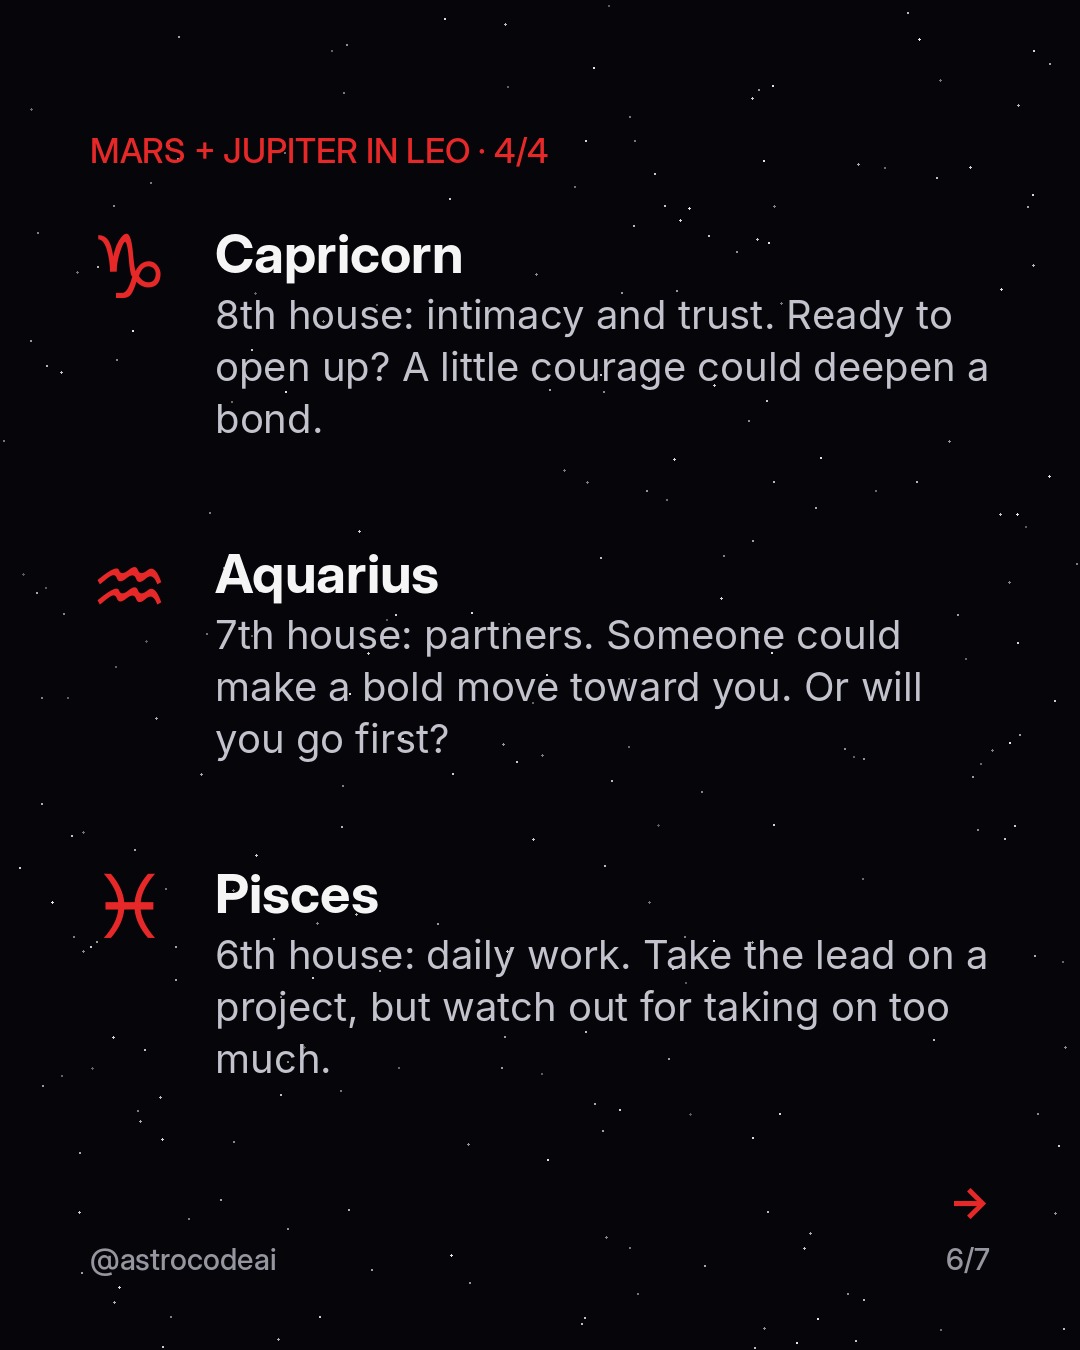 MARS + JUPITER IN LEO · 4/4
♑ Capricorn
8th house: intimacy and trust. Ready to
open up? A little courage could deepen a
bond.
♒ Aquarius
7th house: partners. Someone could
make a bold move toward you. Or will
you go first?
♓ Pisces
6th house: daily work. Take the lead on a
project, but watch out for taking on too
much.
→
@astrocodeai
6/7